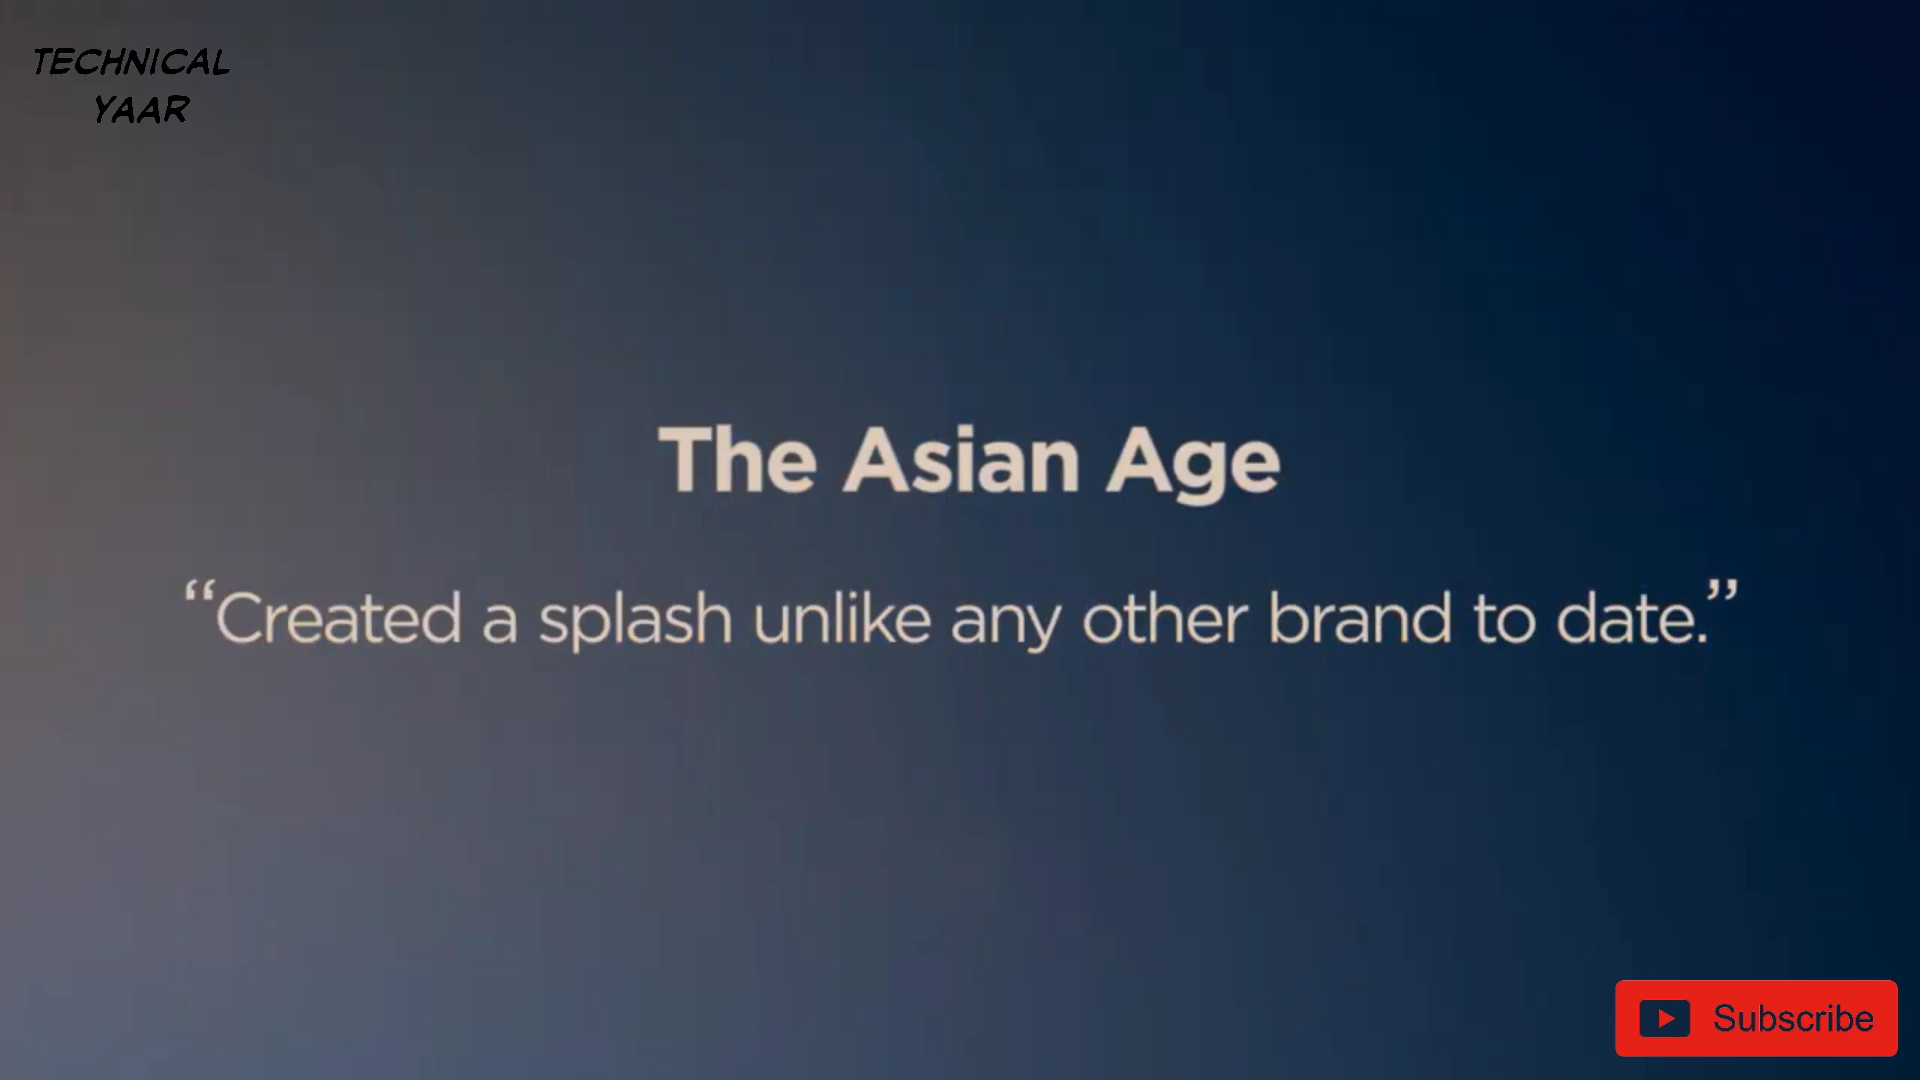 TECHNICAL
YAAR
The Asian Age
“Created a splash unlike any other brand to date.”
Subscribe